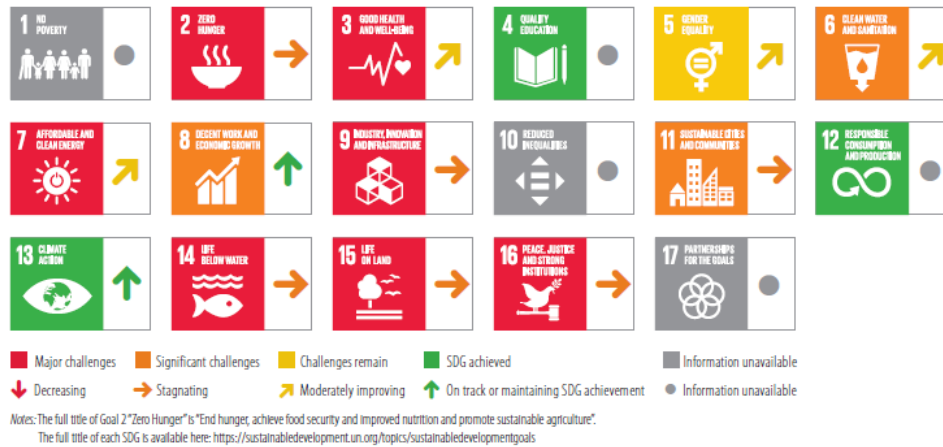 1 NO
POVERTY
2 ZERO
HUNGER
3 GOOD HEALTH
AND WELL-BEING
4 QUALITY
EDUCATION
5 GENDER
EQUALITY
6 CLEAN WATER
AND SANITATION
7 AFFORDABLE AND
CLEAN ENERGY
8 DECENT WORK AND
ECONOMIC GROWTH
9 INDUSTRY, INNOVATION
AND INFRASTRUCTURE
10 REDUCED
INEQUALITIES
11 SUSTAINABLE CITIES
AND COMMUNITIES
12 RESPONSIBLE
CONSUMPTION
AND PRODUCTION
13 CLIMATE
ACTION
14 LIFE
BELOW WATER
15 LIFE
ON LAND
16 PEACE, JUSTICE
AND STRONG
INSTITUTIONS
17 PARTNERSHIPS
FOR THE GOALS
Major challenges Significant challenges Challenges remain SDG achieved Information unavailable
Decreasing Stagnating Moderately improving On track or maintaining SDG achievement Information unavailable
Notes: The full title of Goal 2 "Zero Hunger" is "End hunger, achieve food security and improved nutrition and promote sustainable agriculture".
The full title of each SDG is available here: https://sustainabledevelopment.un.org/topics/sustainabledevelopmentgoals